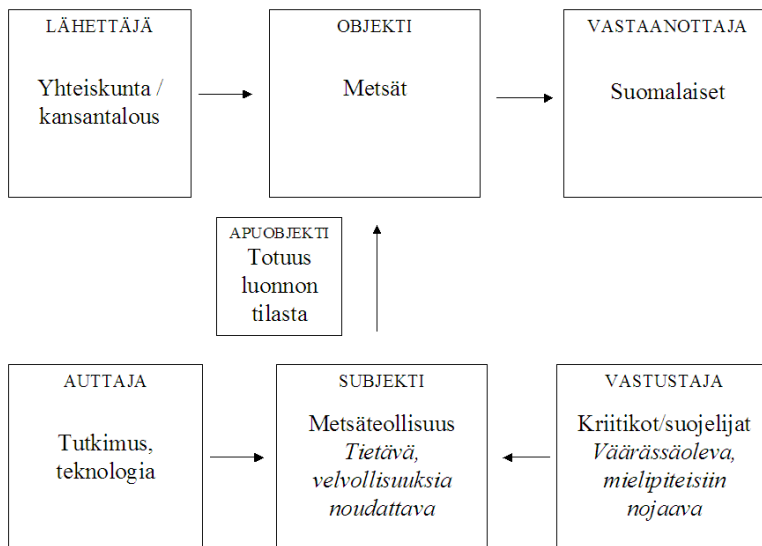 LÄHETTÄJÄ
Yhteiskunta /
kansantalous
OBJEKTI
Metsät
VASTAANOTTAJA
Suomalaiset
APUOBJEKTI
Totuus
luonnon
tilasta
AUTTAJA
Tutkimus,
teknologia
SUBJEKTI
Metsäteollisuus
Tietävä,
velvollisuuksia
noudattava
VASTUSTAJA
Kriitikot/suojelijat
Väärässäoleva,
mielipiteisiin
nojaava